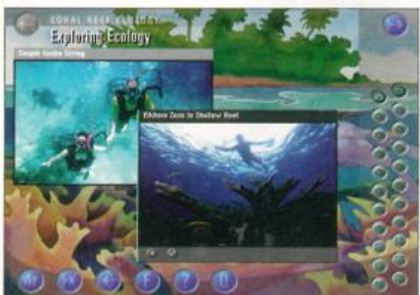 CORAL REEF ECOLOGY
Exploring Ecology
Couple Scuba Diving
Elkhorn Zone in Shallow Reef
F
?